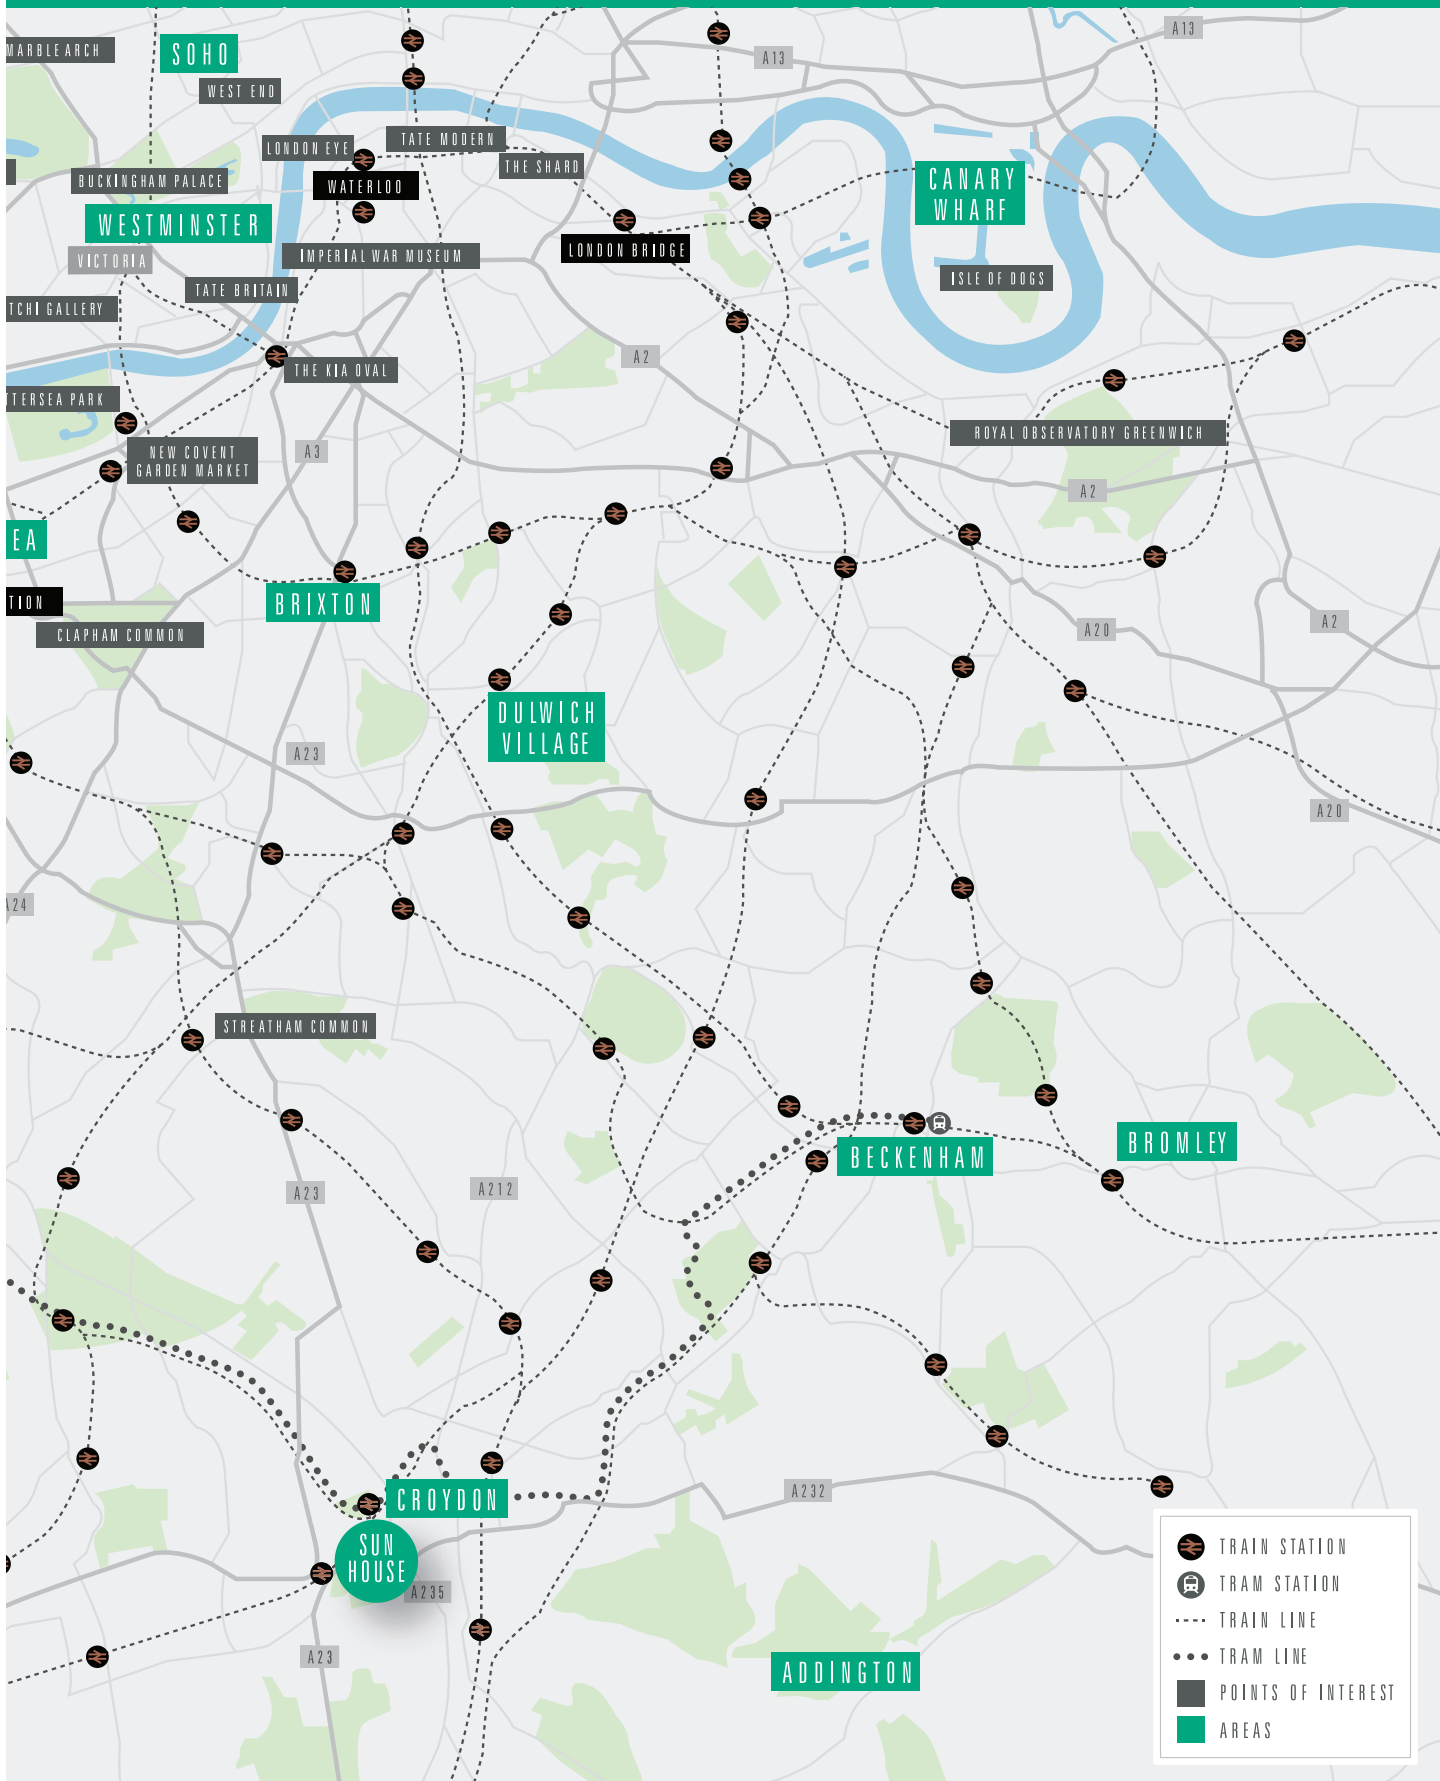 MARBLE ARCH
SOHO
WEST END
A13
A13
LONDON EYE
TATE MODERN
THE SHARD
BUCKINGHAM PALACE
WATERLOO
CANARY
WHARF
WESTMINSTER
VICTORIA
IMPERIAL WAR MUSEUM
LONDON BRIDGE
TATE BRITAIN
ISLE OF DOGS
TCHI GALLERY
A2
THE KIA OVAL
TTERSEA PARK
ROYAL OBSERVATORY GREENWICH
NEW COVENT
GARDEN MARKET
A3
A2
EA
TION
BRIXTON
CLAPHAM COMMON
A20
A2
DULWICH
VILLAGE
A23
A20
A24
STREATHAM COMMON
BECKENHAM
BROMLEY
A23
A212
CROYDON
A232
SUN
HOUSE
A235
A23
ADDINGTON
TRAIN STATION
TRAM STATION
TRAIN LINE
TRAM LINE
POINTS OF INTEREST
AREAS